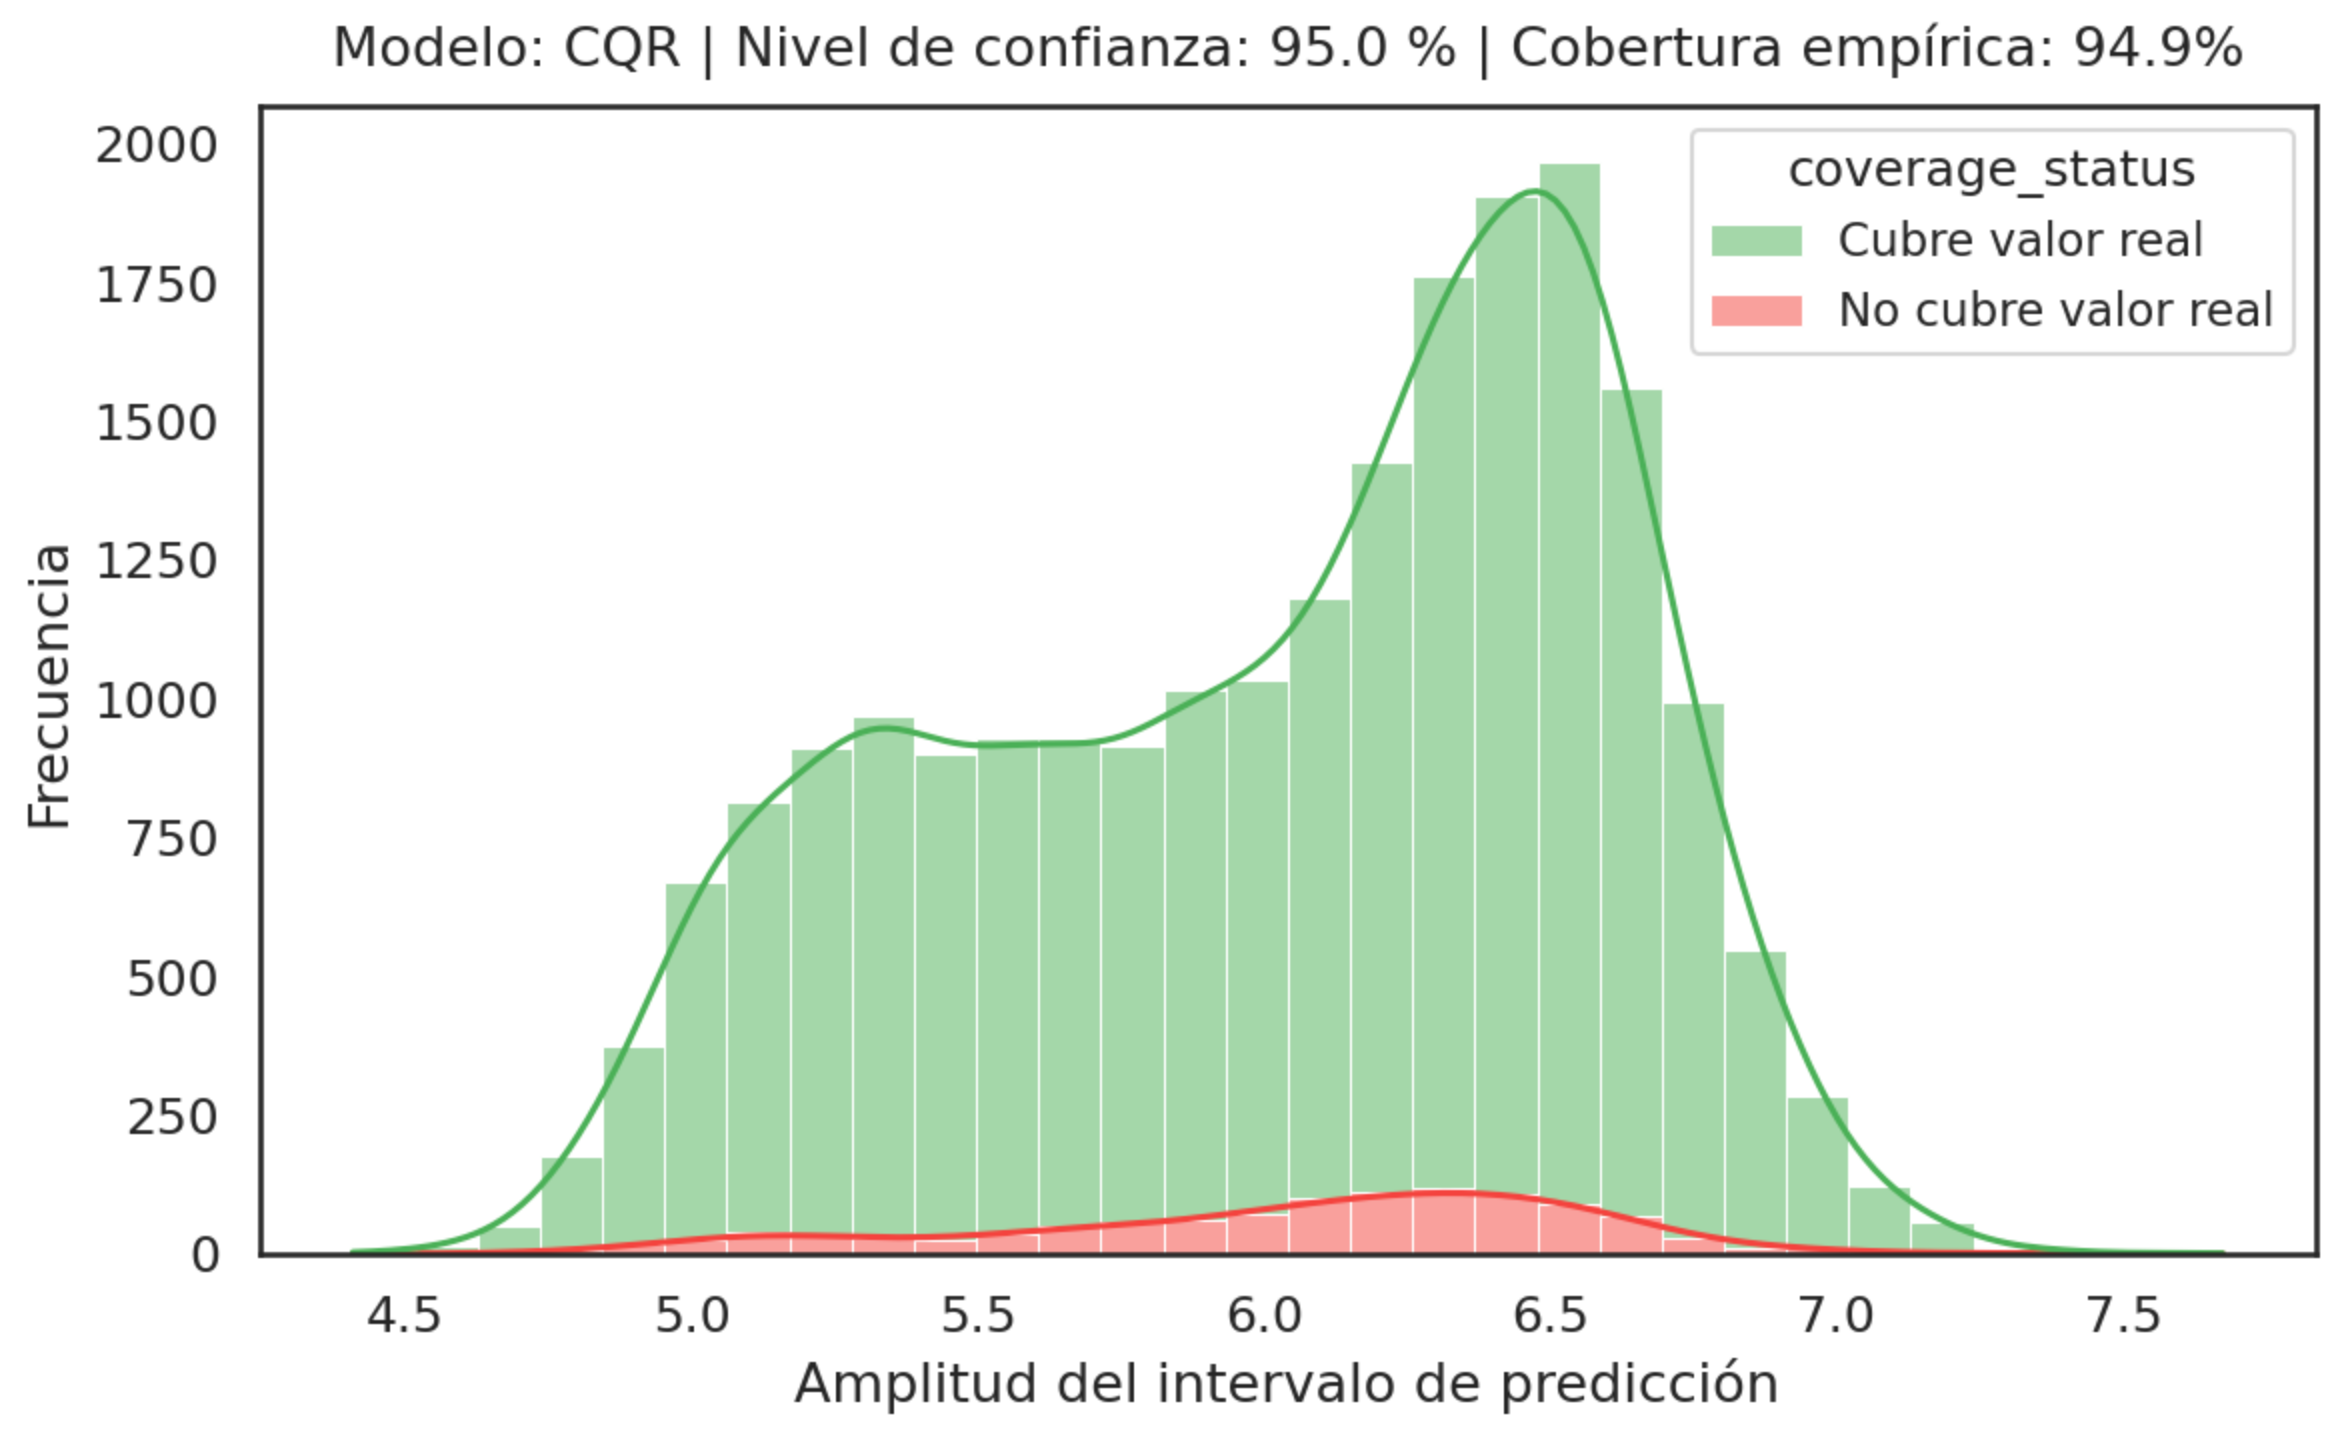 Modelo: CQR | Nivel de confianza: 95.0 % | Cobertura empírica: 94.9%
coverage_status
Cubre valor real
No cubre valor real
Frecuencia
2000
1750
1500
1250
1000
750
500
250
0
4.5 5.0 5.5 6.0 6.5 7.0 7.5
Amplitud del intervalo de predicción